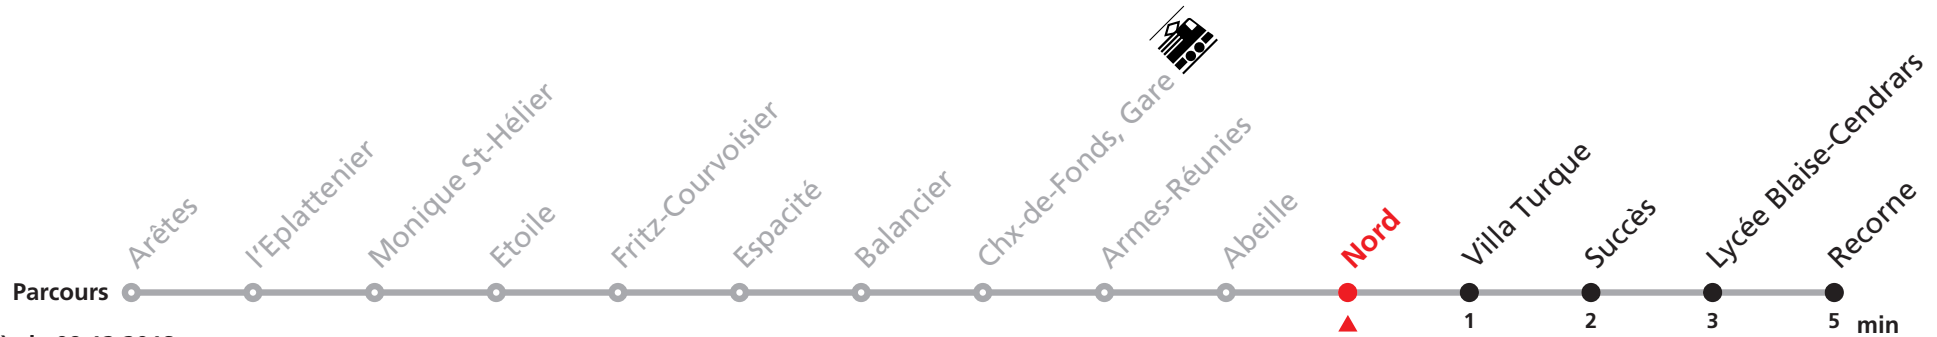 Arêtes
l'Eplattenier
Monique St-Hélier
Etoile
Fritz-Courvoisier
Espacité
Balancier
Chx-de-Fonds, Gare
Armes-Réunies
Abeille
Nord
Villa Turque
Succès
Lycée Blaise-Cendrars
Recorne
Parcours
1 2 3 5 min